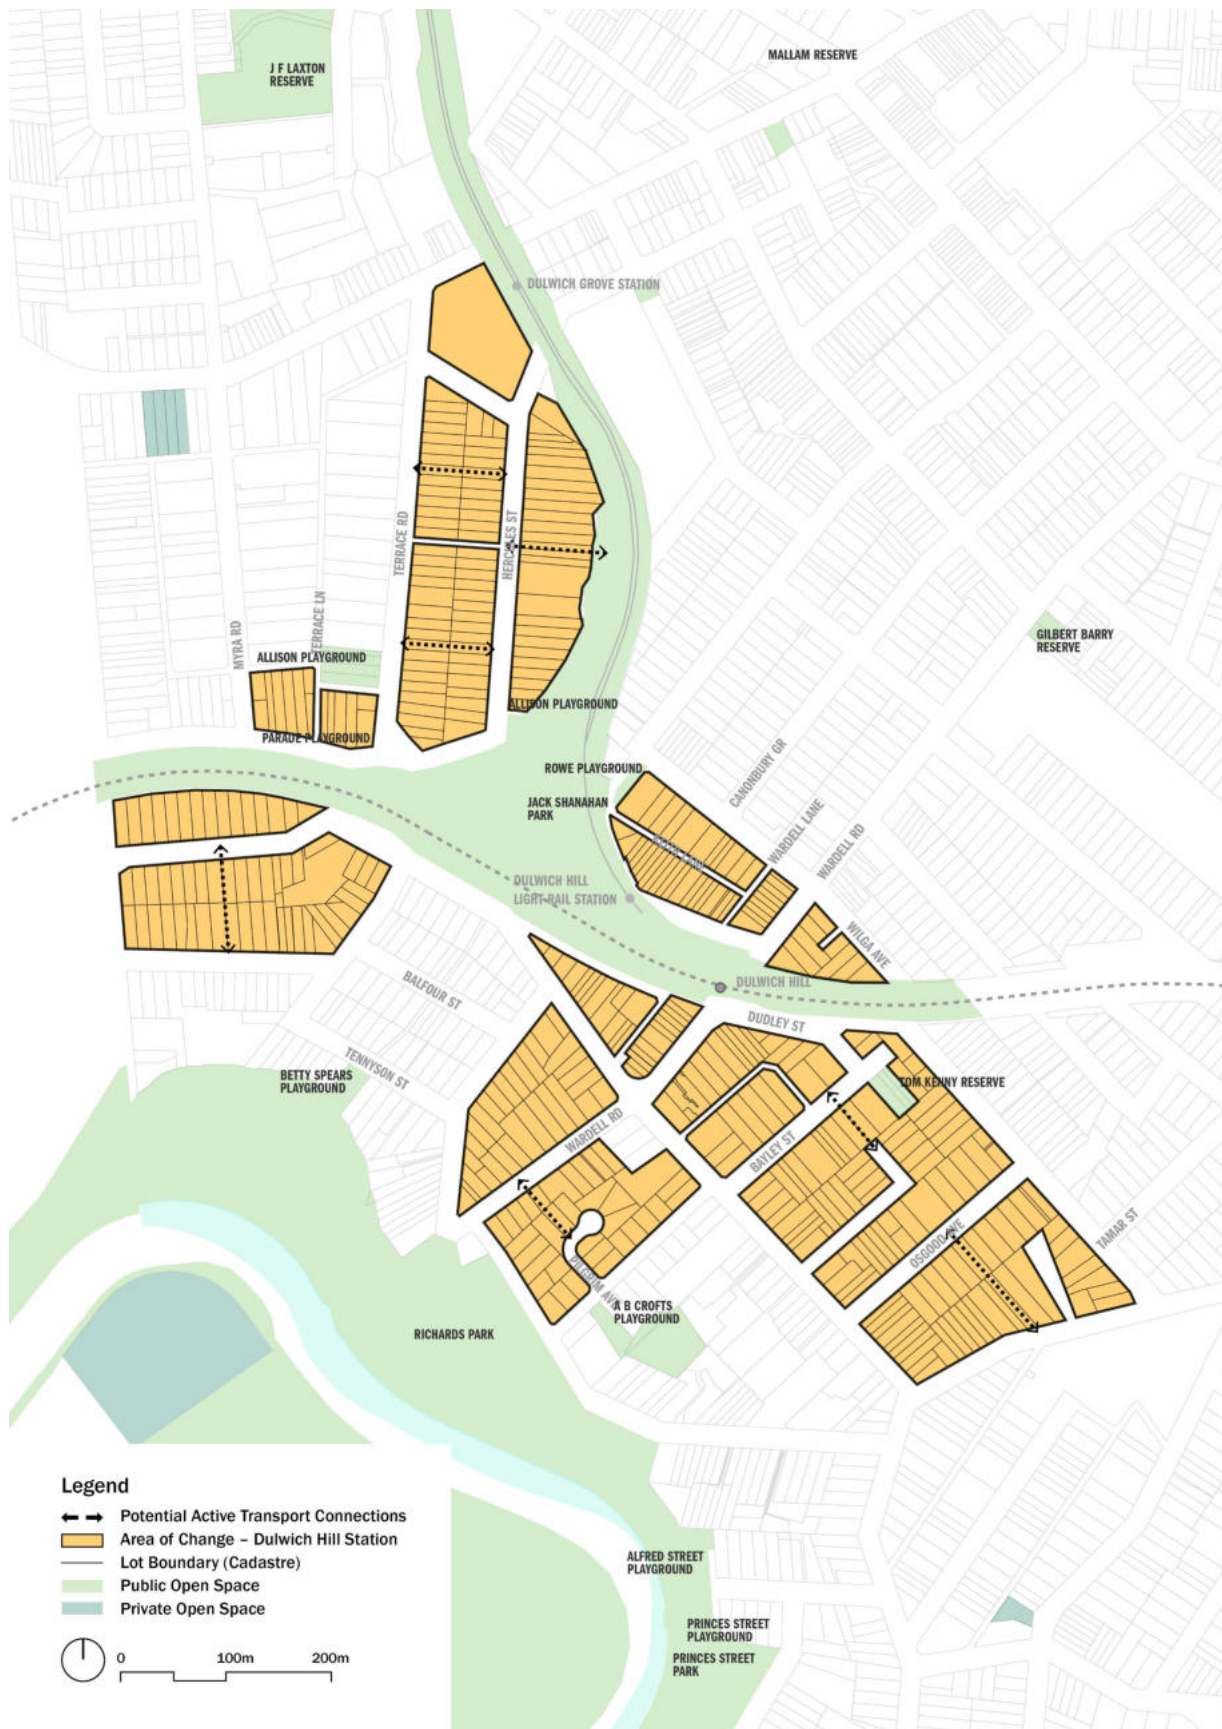 MALLAM RESERVE
J F LAXTON
RESERVE
DULWICH GROVE STATION
TERRACE RD
HERCULES ST
TERRACE LN
MYRA RD
GILBERT BARRY
RESERVE
ALLISON PLAYGROUND
ALLISON PLAYGROUND
PARADE PLAYGROUND
ROWE PLAYGROUND
CANONBURY GR
JACK SHANAHAN
PARK
WARDELL LANE
WARDELL RD
DULWICH HILL
LIGHT RAIL STATION
WILGA AVE
DULWICH HILL
BALFOUR ST
DUDLEY ST
TENNYSON ST
BETTY SPEARS
PLAYGROUND
TOM KENNY RESERVE
WARDELL RD
BAYLEY ST
TAMAR ST
OSGOOD AVE
PILGRIM AVE
A B CROFTS
PLAYGROUND
RICHARDS PARK
Legend
Potential Active Transport Connections
Area of Change – Dulwich Hill Station
Lot Boundary (Cadastre)
Public Open Space
Private Open Space
0 100m 200m
ALFRED STREET
PLAYGROUND
PRINCES STREET
PLAYGROUND
PRINCES STREET
PARK